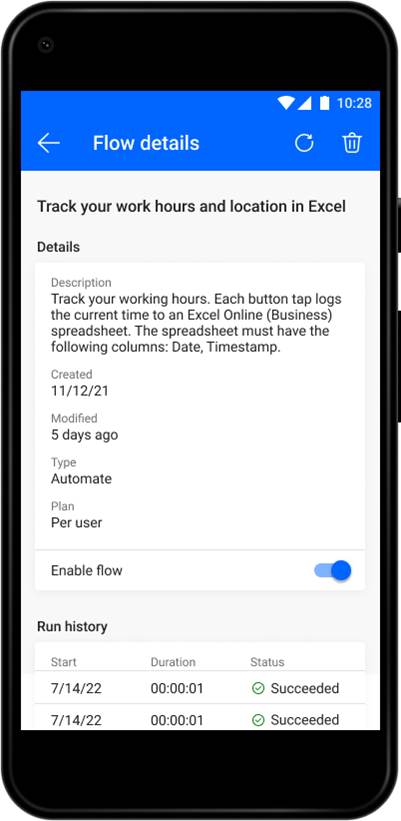 10:28
Flow details
Track your work hours and location in Excel
Details
Description
Track your working hours. Each button tap logs
the current time to an Excel Online (Business)
spreadsheet. The spreadsheet must have the
following columns: Date, Timestamp.
Created
11/12/21
Modified
5 days ago
Type
Automate
Plan
Per user
Enable flow
Run history
Start Duration Status
7/14/22 00:00:01 Succeeded
7/14/22 00:00:01 Succeeded